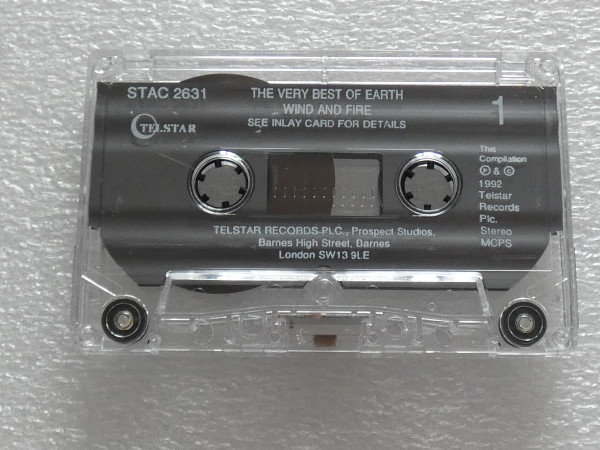 STAC 2631
THE VERY BEST OF EARTH
WIND AND FIRE
SEE INLAY CARD FOR DETAILS
1
TELSTAR
This
Compilation
Ⓟ & ©
1992
Telstar
Records
Plc.
Stereo
MCPS
TELSTAR RECORDS PLC., Prospect Studios,
Barnes High Street, Barnes
London SW13 9LE